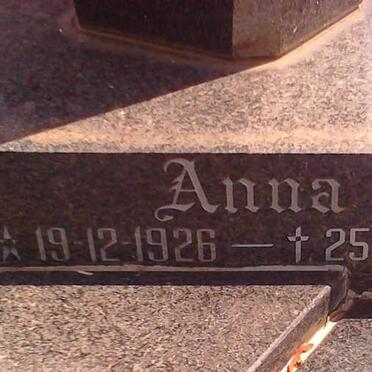 Anna
☆ 19-12-1926 — † 25